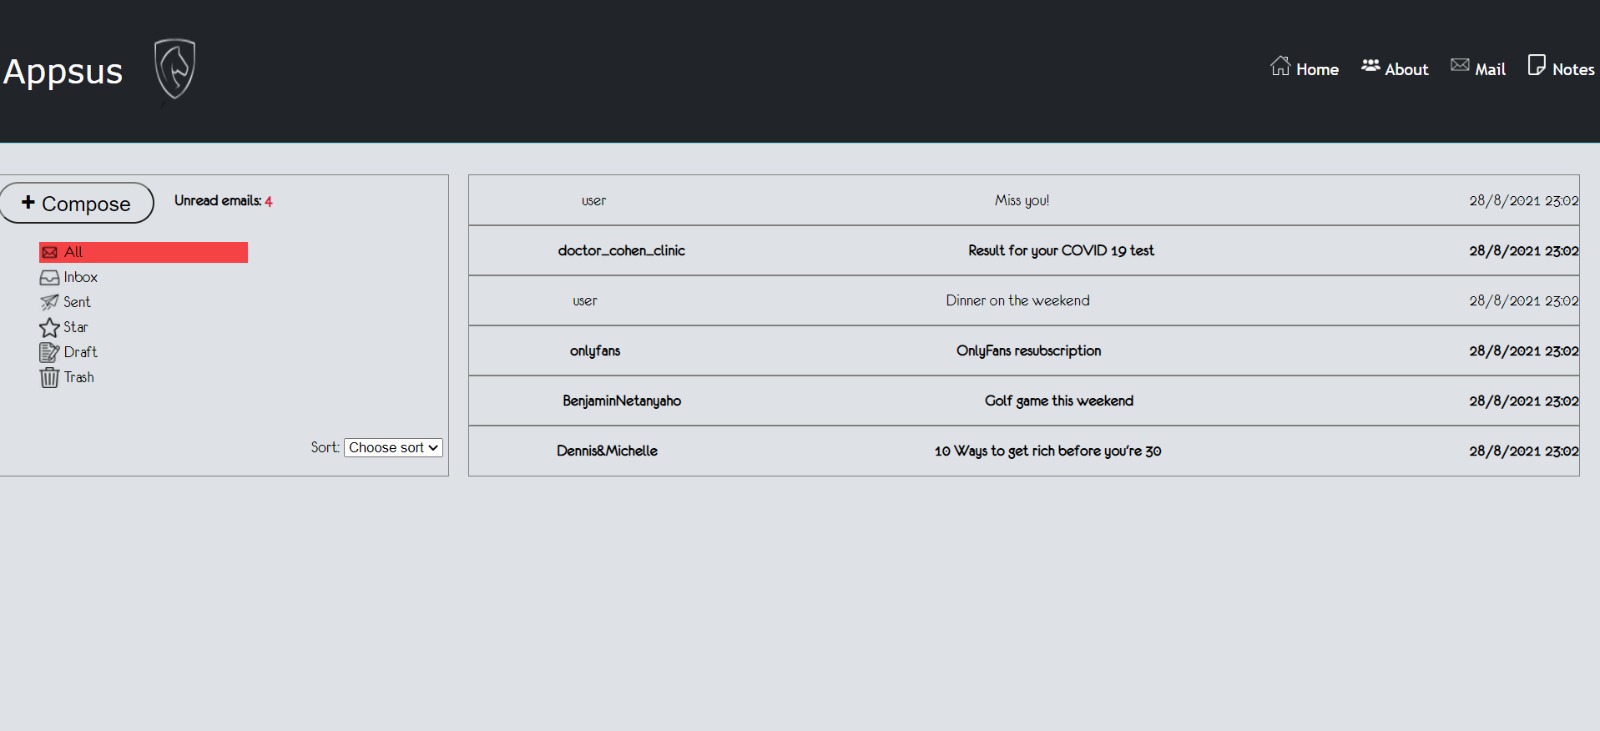 Appsus
Home About Mail Notes
+ Compose Unread emails: 4
All
Inbox
Sent
Star
Draft
Trash
Sort: Choose sort
user Miss you! 28/8/2021 23:02
doctor_cohen_clinic Result for your COVID 19 test 28/8/2021 23:02
user Dinner on the weekend 28/8/2021 23:02
onlyfans OnlyFans resubscription 28/8/2021 23:02
BenjaminNetanyaho Golf game this weekend 28/8/2021 23:02
Dennis&Michelle 10 Ways to get rich before you're 30 28/8/2021 23:02